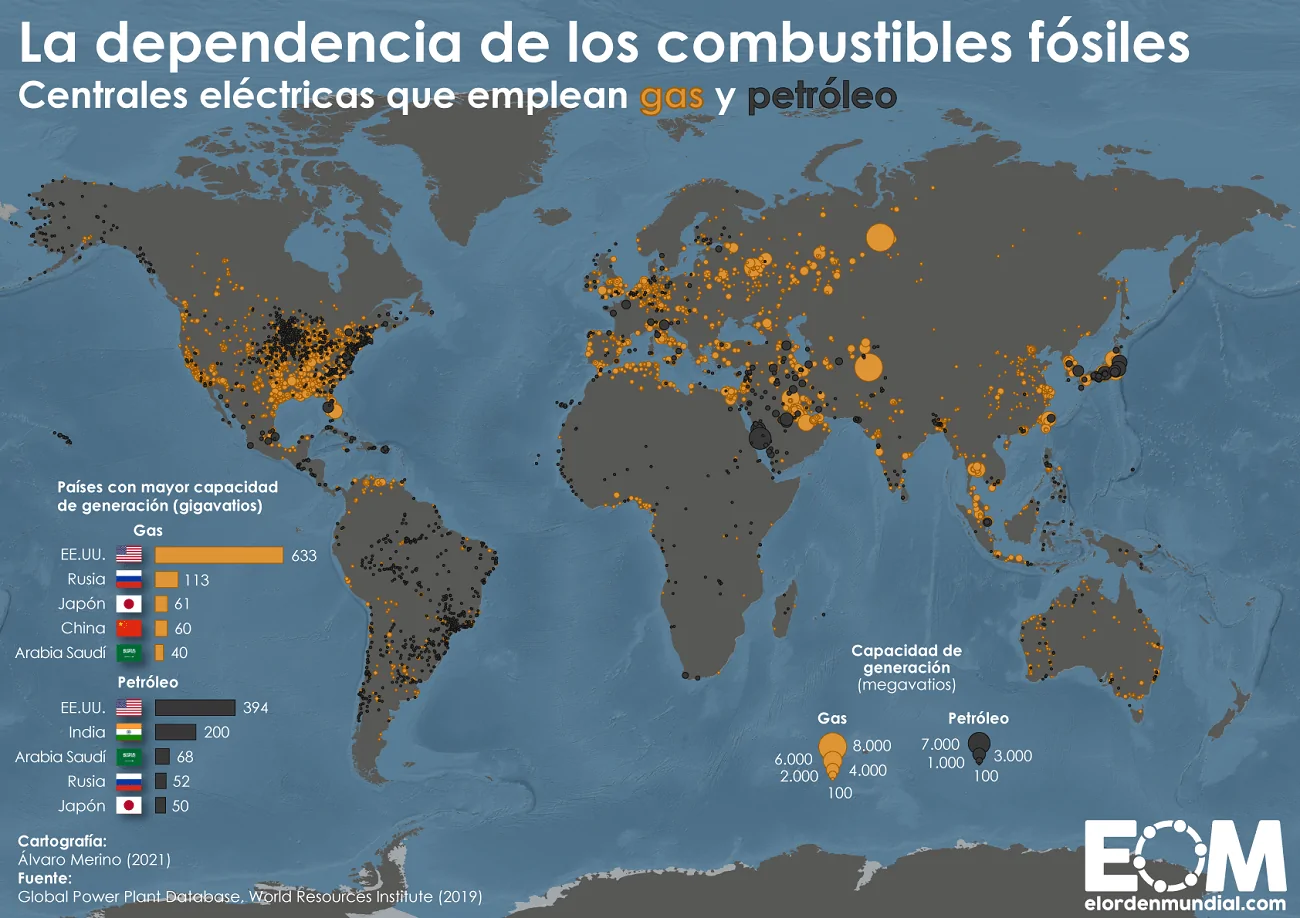 La dependencia de los combustibles fósiles
Centrales eléctricas que emplean gas y petróleo
Países con mayor capacidad
de generación (gigavatios)
Gas
EE.UU. 633
Rusia 113
Japón 61
China 60
Arabia Saudí 40
Petróleo
EE.UU. 394
India 200
Arabia Saudí 68
Rusia 52
Japón 50
Capacidad de
generación
(megavatios)
Gas
8.000
6.000
4.000
2.000
100
Petróleo
7.000
3.000
1.000
100
Cartografía:
Álvaro Merino (2021)
Fuente:
Global Power Plant Database, World Resources Institute (2019)
EOM
elordenmundial.com